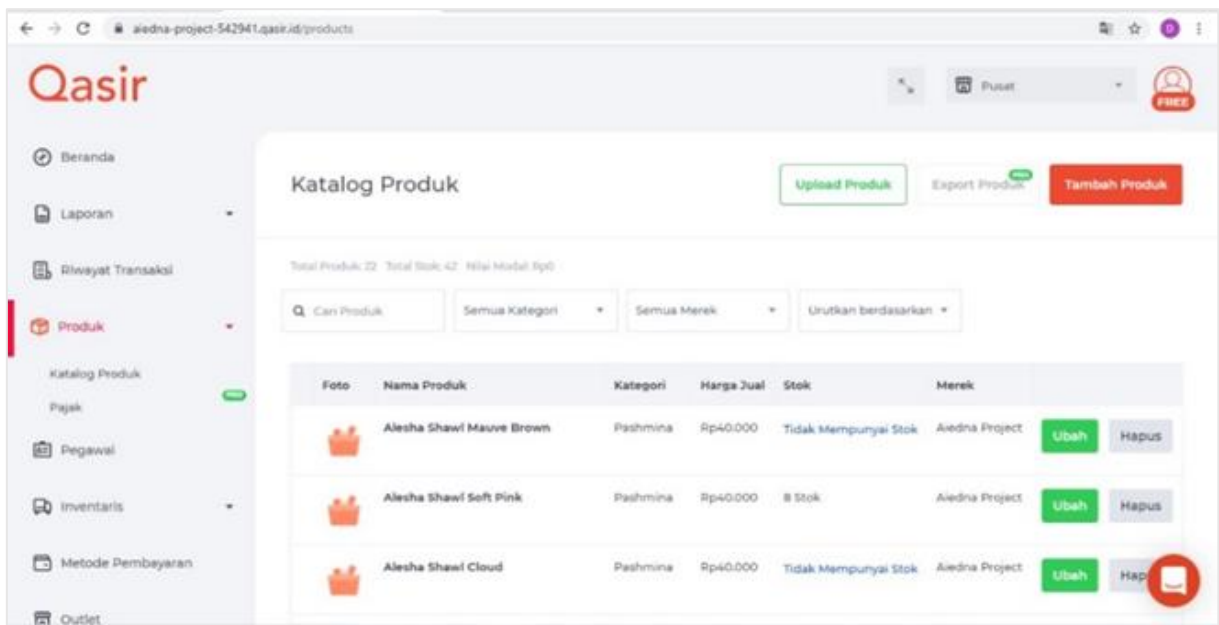 aiedna-project-542941.qasir.id/products
D
Qasir
Pusat
FREE
Beranda
Laporan
Riwayat Transaksi
Produk
Katalog Produk
Pajak
Pegawai
Inventaris
Metode Pembayaran
Outlet
Katalog Produk
Upload Produk
Export Produk
Tambah Produk
Total Produk: 22 Total Stok: 42 Nilai Modal: Rp0
Cari Produk
Semua Kategori
Semua Merek
Urutkan berdasarkan
Foto Nama Produk Kategori Harga Jual Stok Merek
Alesha Shawl Mauve Brown Pashmina Rp40.000 Tidak Mempunyai Stok Aiedna Project Ubah Hapus
Alesha Shawl Soft Pink Pashmina Rp40.000 8 Stok Aiedna Project Ubah Hapus
Alesha Shawl Cloud Pashmina Rp40.000 Tidak Mempunyai Stok Aiedna Project Ubah Hap